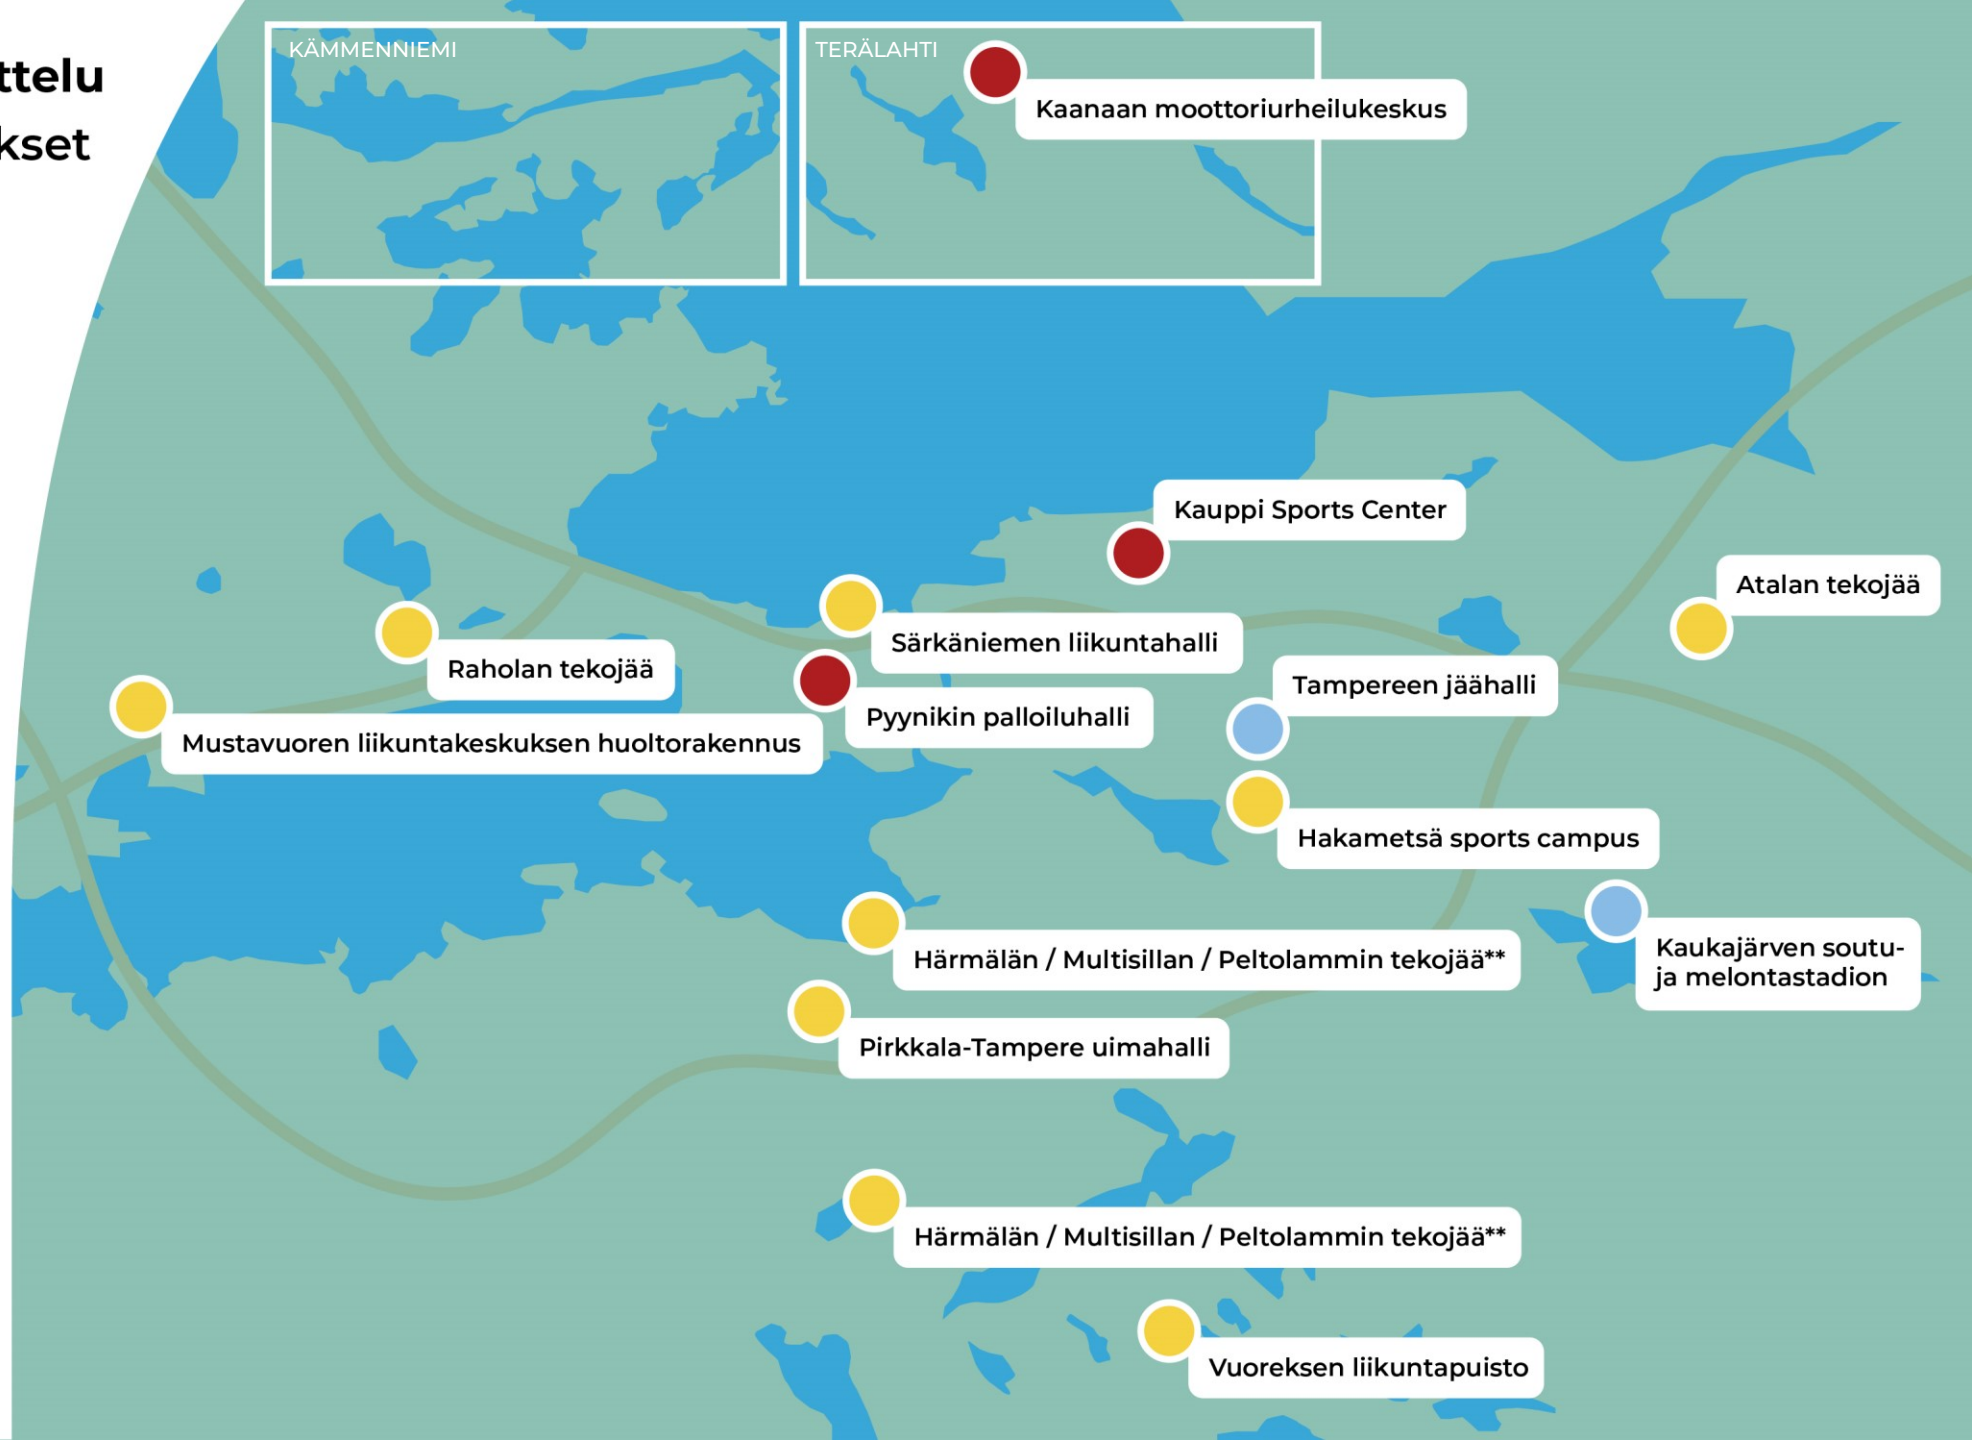 ttelu
kset
KÄMMENNIEMI
TERÄLAHTI
Kaanaan moottoriurheilukeskus
Kauppi Sports Center
Atalan tekojää
Särkäniemen liikuntahalli
Raholan tekojää
Tampereen jäähalli
Pyynikin palloiluhalli
Mustavuoren liikuntakeskuksen huoltorakennus
Hakametsä sports campus
Kaukajärven soutu-
ja melontastadion
Härmälän / Multisillan / Peltolammin tekojää**
Pirkkala-Tampere uimahalli
Härmälän / Multisillan / Peltolammin tekojää**
Vuoreksen liikuntapuisto